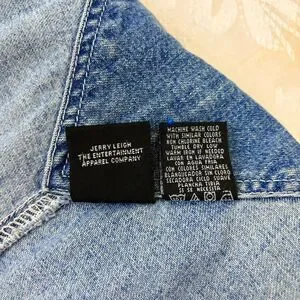 JERRY LEIGH
THE ENTERTAINMENT
APPAREL COMPANY
MACHINE WASH COLD
WITH SIMILAR COLORS
NON CHLORINE BLEACH
TUMBLE DRY LOW
WARM IRON IF NEEDED
LAVAR EN LAVADORA
CON AGUA FRIA
CON COLORES SIMILARES
BLANQUEADOR SIN CLORO
SECADORA CICLO SUAVE
PLANCHA TIBIA
SI SE NECESITA